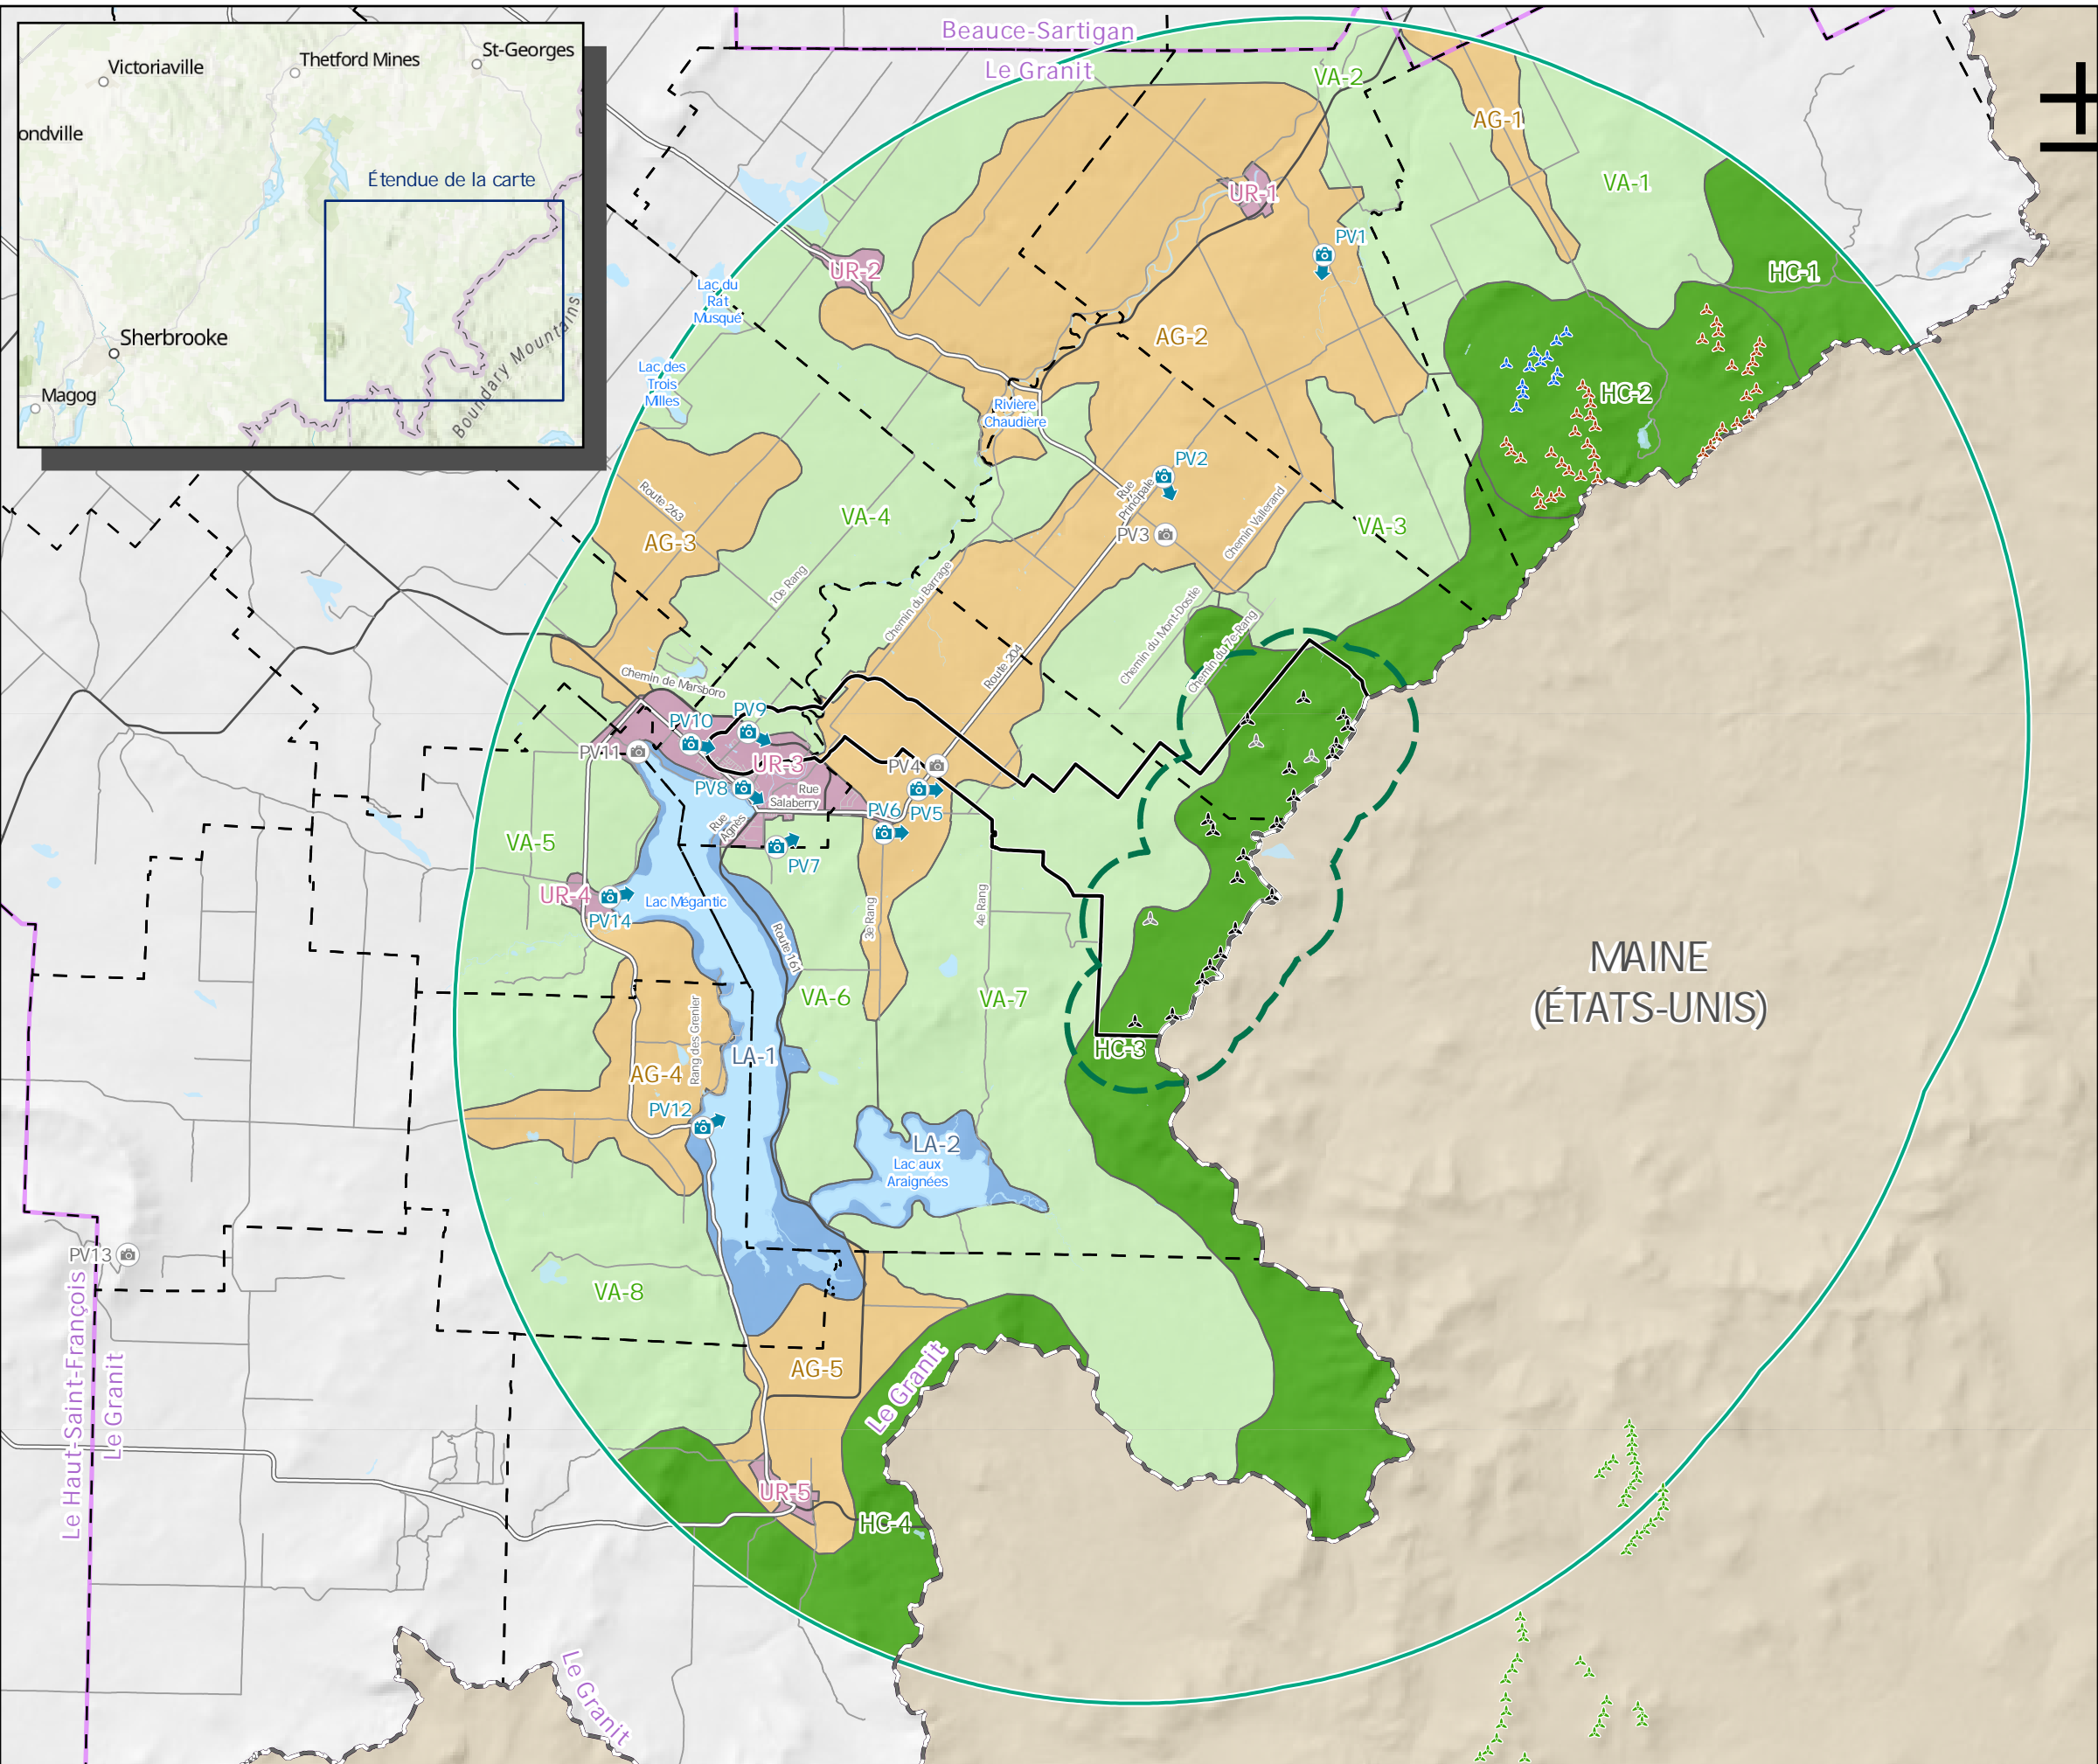 Beauce-Sartigan
Le Granit
Victoriaville
Thetford Mines
St-Georges
ondville
Étendue de la carte
Sherbrooke
Magog
Boundary Mountains
VA-2
AG-1
VA-1
UR-1
PV1
UR-2
HC-1
Lac du
Rat
Musqué
AG-2
Lac des
Trois
Milles
HC-2
Rivière
Chaudière
PV2
Rue
Principale
Route 263
VA-4
PV3
Chemin Vallerand
VA-3
AG-3
10e Rang
Chemin du Barrage
Chemin du Mont-Dostie
Chemin du 7e-Rang
Route 204
Chemin de Marsboro
PV10
PV9
PV11
UR-3
PV4
PV8
Rue
Salaberry
PV6
PV5
Rue
Agnès
VA-5
PV7
UR-4
PV14
Lac Mégantic
3e Rang
4e Rang
Route 161
MAINE
(ÉTATS-UNIS)
VA-6
VA-7
Rang des Grenier
LA-1
HC-3
AG-4
PV12
LA-2
Lac aux
Araignées
PV13
VA-8
Le Haut-Saint-François
Le Granit
AG-5
Le Granit
UR-5
HC-4
Le Granit